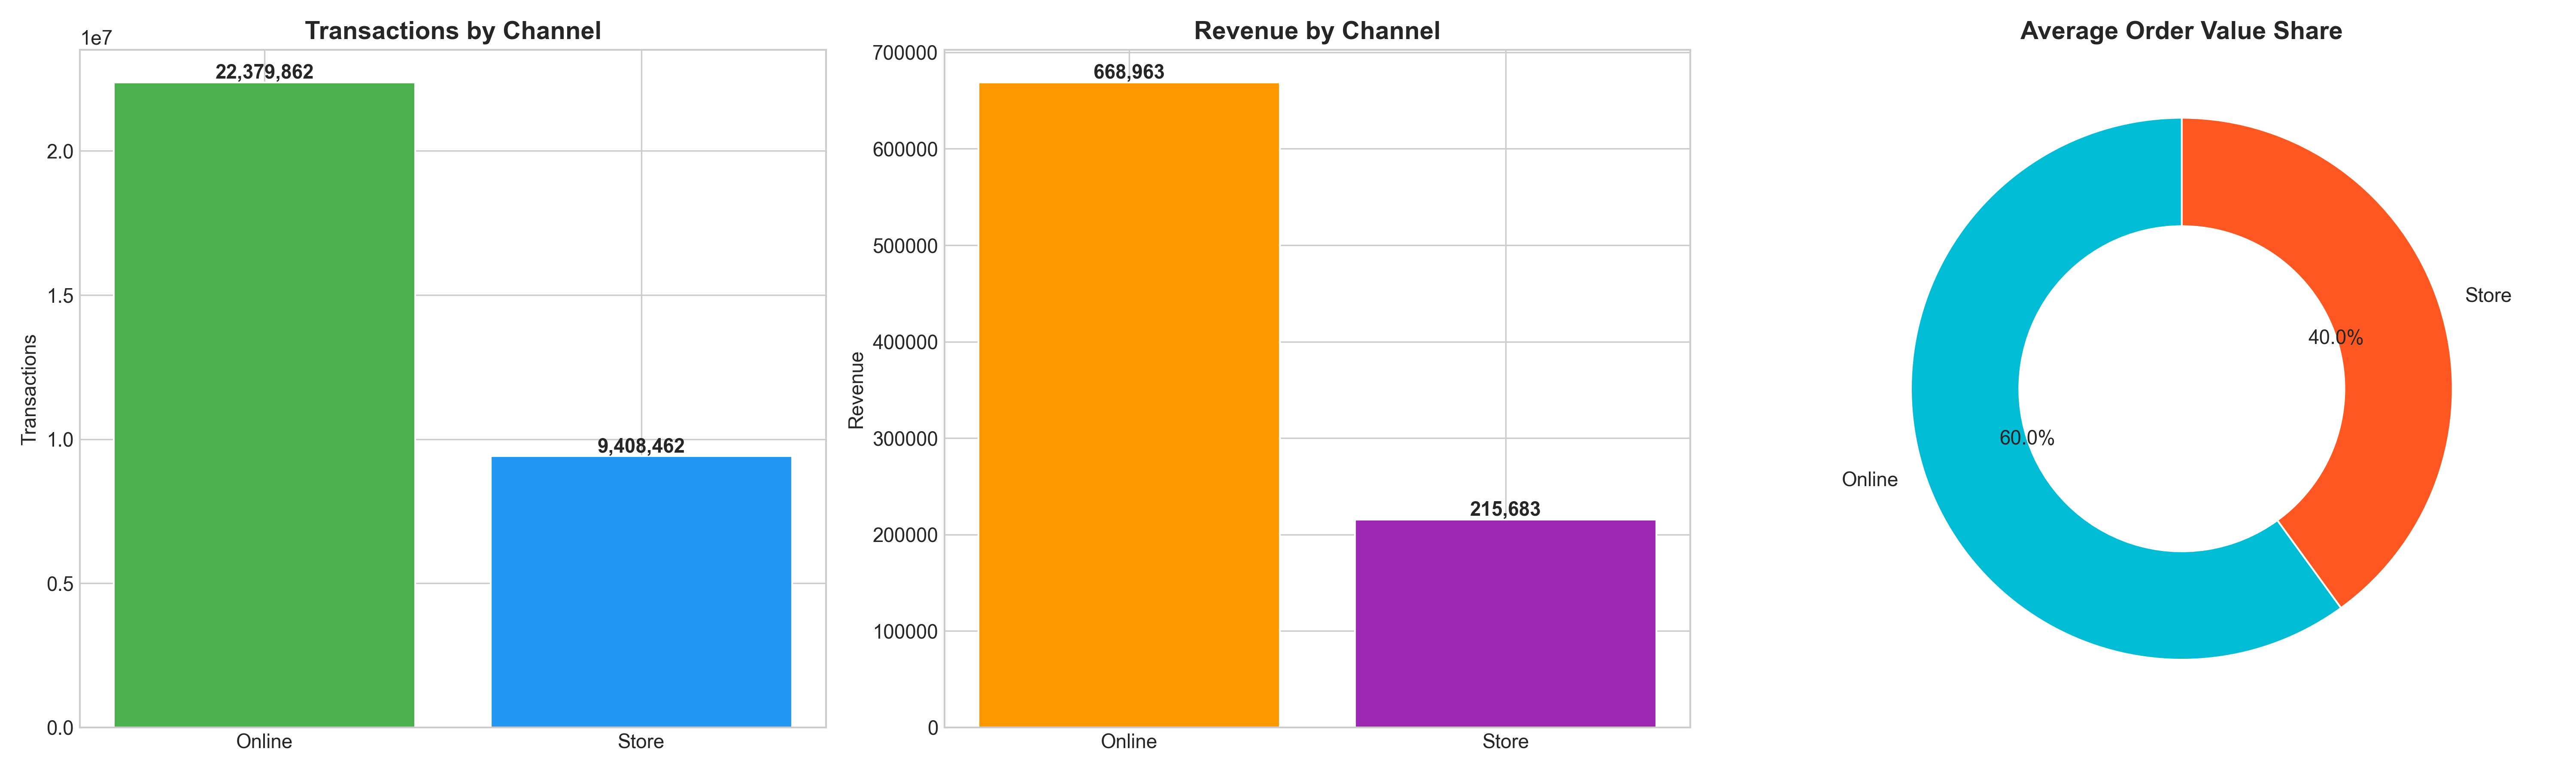 Transactions by Channel
1e7
Transactions
2.0
1.5
1.0
0.5
0.0
22,379,862
9,408,462
Online
Store
Revenue by Channel
Revenue
700000
600000
500000
400000
300000
200000
100000
0
668,963
215,683
Online
Store
Average Order Value Share
Store
40.0%
60.0%
Online